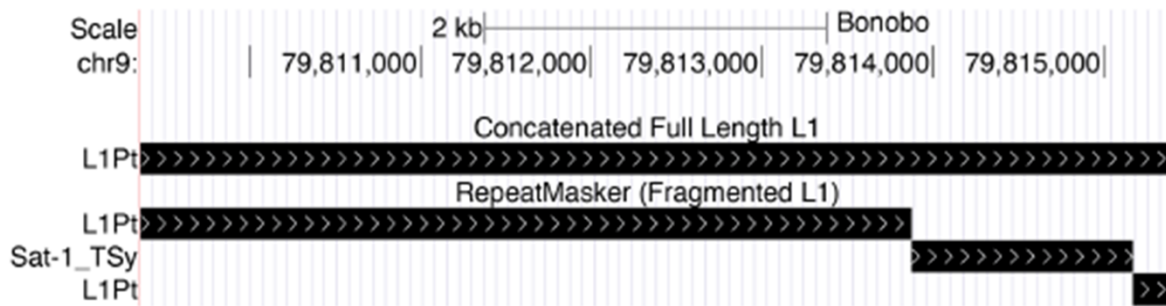 Scale 2 kb Bonobo
chr9: 79,811,000 79,812,000 79,813,000 79,814,000 79,815,000
Concatenated Full Length L1
L1Pt
RepeatMasker (Fragmented L1)
L1Pt
Sat-1_TSy
L1Pt